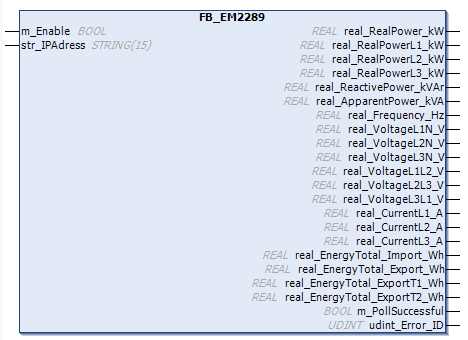 FB_EM2289
m_Enable BOOL REAL real_RealPower_kW
str_IPAdress STRING(15) REAL real_RealPowerL1_kW
REAL real_RealPowerL2_kW
REAL real_RealPowerL3_kW
REAL real_ReactivePower_kVAr
REAL real_ApparentPower_kVA
REAL real_Frequency_Hz
REAL real_VoltageL1N_V
REAL real_VoltageL2N_V
REAL real_VoltageL3N_V
REAL real_VoltageL1L2_V
REAL real_VoltageL2L3_V
REAL real_VoltageL3L1_V
REAL real_CurrentL1_A
REAL real_CurrentL2_A
REAL real_CurrentL3_A
REAL real_EnergyTotal_Import_Wh
REAL real_EnergyTotal_Export_Wh
REAL real_EnergyTotal_ExportT1_Wh
REAL real_EnergyTotal_ExportT2_Wh
BOOL m_PollSuccessful
UDINT udint_Error_ID